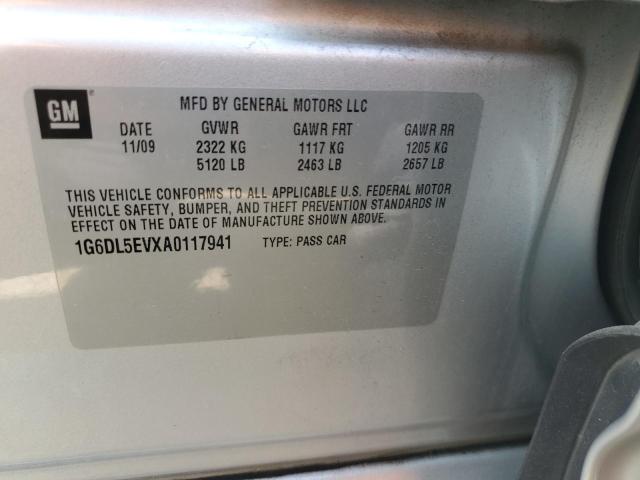 GM
MFD BY GENERAL MOTORS LLC
DATE GVWR GAWR FRT GAWR RR
11/09 2322 KG 1117 KG 1205 KG
5120 LB 2463 LB 2657 LB
THIS VEHICLE CONFORMS TO ALL APPLICABLE U.S. FEDERAL MOTOR
VEHICLE SAFETY, BUMPER, AND THEFT PREVENTION STANDARDS IN
EFFECT ON THE DATE OF MANUFACTURE SHOWN ABOVE.
1G6DL5EVXA0117941 TYPE: PASS CAR